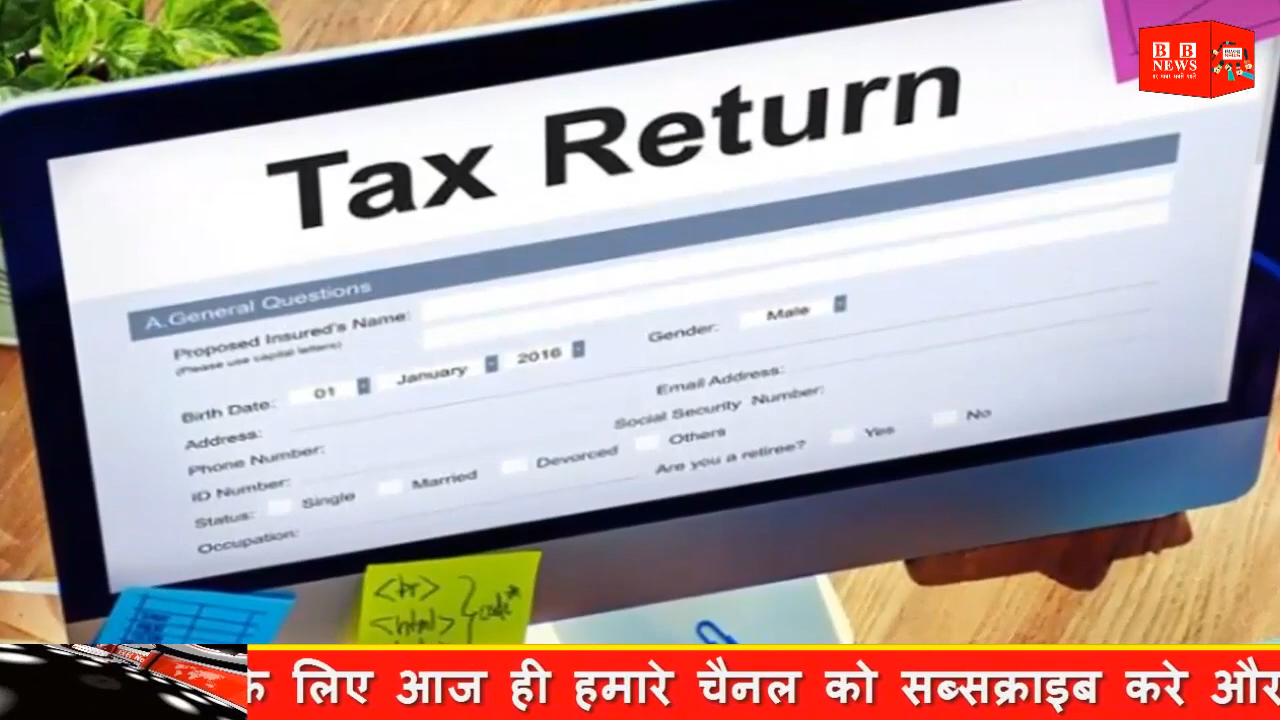 Tax Return
A.General Questions
Proposed Insured's Name:
(Please use capital letters)
Birth Date: 01 January 2016 Gender: Male
Address: Email Address:
Phone Number: Social Security Number:
ID Number:
Status: Single Married Devorced Others
Are you a retiree? Yes No
Occupation:
<br>
<html> } code*
B B
NEWS
लिए आज ही हमारे चैनल को सब्सक्राइब करे और